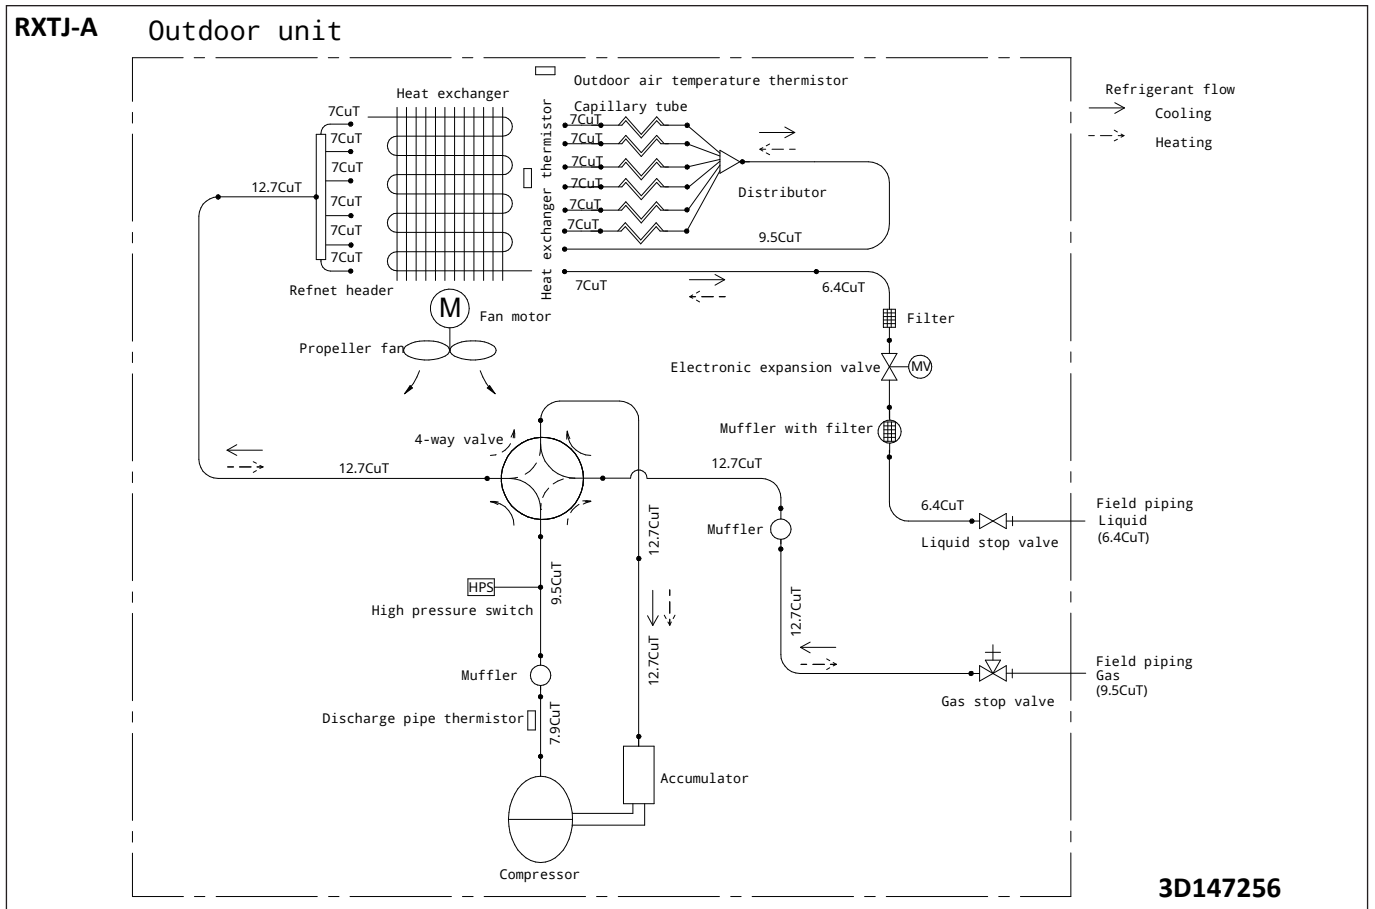 RXTJ-A
Outdoor unit
Outdoor air temperature thermistor
Refrigerant flow
Cooling
Heating
Heat exchanger
Capillary tube
7CuT
7CuT
7CuT
7CuT
7CuT
7CuT
7CuT
7CuT
7CuT
7CuT
7CuT
7CuT
Heat exchanger thermistor
12.7CuT
Distributor
9.5CuT
7CuT
6.4CuT
Refnet header
M
Fan motor
Filter
Propeller fan
Electronic expansion valve
MV
Muffler with filter
4-way valve
12.7CuT
12.7CuT
6.4CuT
Field piping
Liquid
(6.4CuT)
Liquid stop valve
Muffler
12.7CuT
HPS
High pressure switch
9.5CuT
12.7CuT
12.7CuT
Field piping
Gas
(9.5CuT)
Gas stop valve
Muffler
Discharge pipe thermistor
7.9CuT
Accumulator
Compressor
3D147256